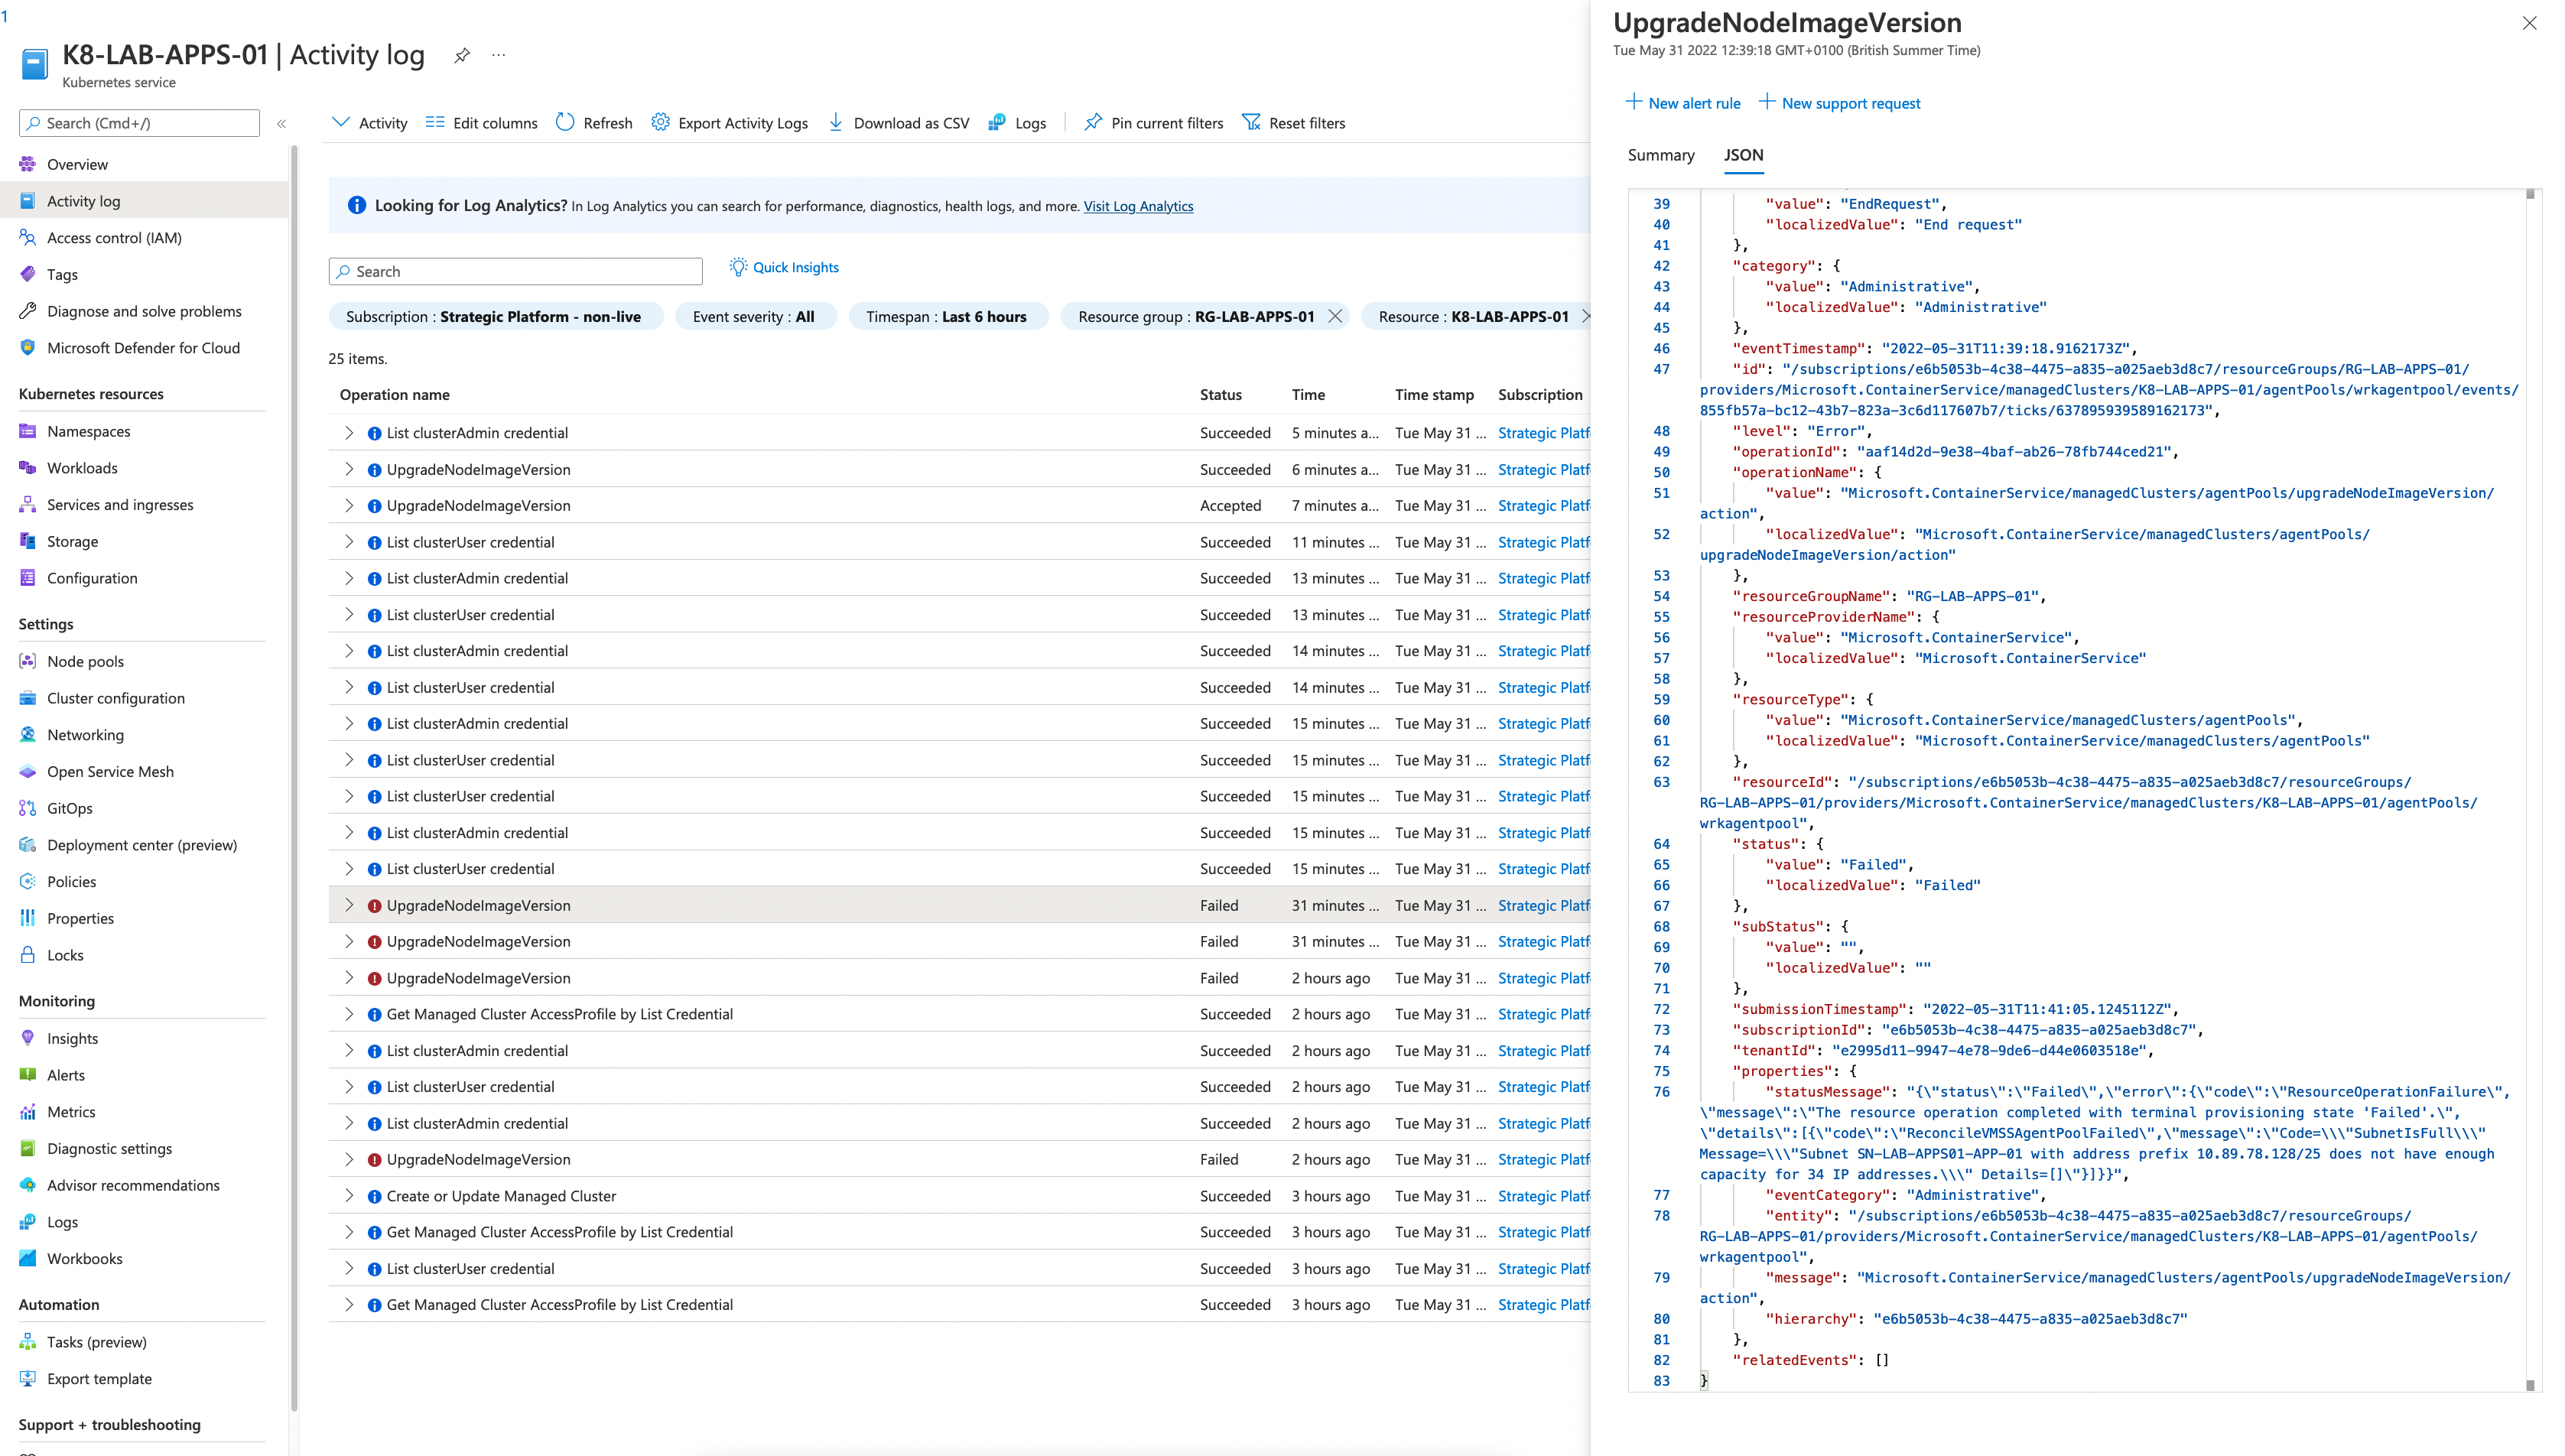 1
K8-LAB-APPS-01 | Activity log
Kubernetes service
Search (Cmd+/)
Overview
Activity log
Access control (IAM)
Tags
Diagnose and solve problems
Microsoft Defender for Cloud
Kubernetes resources
Namespaces
Workloads
Services and ingresses
Storage
Configuration
Settings
Node pools
Cluster configuration
Networking
Open Service Mesh
GitOps
Deployment center (preview)
Policies
Properties
Locks
Monitoring
Insights
Alerts
Metrics
Diagnostic settings
Advisor recommendations
Logs
Workbooks
Automation
Tasks (preview)
Export template
Support + troubleshooting
Activity Edit columns Refresh Export Activity Logs Download as CSV Logs Pin current filters Reset filters
Looking for Log Analytics? In Log Analytics you can search for performance, diagnostics, health logs, and more. Visit Log Analytics
Search Quick Insights
Subscription : Strategic Platform - non-live Event severity : All Timespan : Last 6 hours Resource group : RG-LAB-APPS-01 Resource : K8-LAB-APPS-01
25 items.
Operation name Status Time Time stamp Subscription
List clusterAdmin credential Succeeded 5 minutes a... Tue May 31 ... Strategic Platf
UpgradeNodeImageVersion Succeeded 6 minutes a... Tue May 31 ... Strategic Platf
UpgradeNodeImageVersion Accepted 7 minutes a... Tue May 31 ... Strategic Platf
List clusterUser credential Succeeded 11 minutes ... Tue May 31 ... Strategic Platf
List clusterAdmin credential Succeeded 13 minutes ... Tue May 31 ... Strategic Platf
List clusterUser credential Succeeded 13 minutes ... Tue May 31 ... Strategic Platf
List clusterAdmin credential Succeeded 14 minutes ... Tue May 31 ... Strategic Platf
List clusterUser credential Succeeded 14 minutes ... Tue May 31 ... Strategic Platf
List clusterAdmin credential Succeeded 15 minutes ... Tue May 31 ... Strategic Platf
List clusterUser credential Succeeded 15 minutes ... Tue May 31 ... Strategic Platf
List clusterUser credential Succeeded 15 minutes ... Tue May 31 ... Strategic Platf
List clusterAdmin credential Succeeded 15 minutes ... Tue May 31 ... Strategic Platf
List clusterUser credential Succeeded 15 minutes ... Tue May 31 ... Strategic Platf
UpgradeNodeImageVersion Failed 31 minutes ... Tue May 31 ... Strategic Platf
UpgradeNodeImageVersion Failed 31 minutes ... Tue May 31 ... Strategic Platf
UpgradeNodeImageVersion Failed 2 hours ago Tue May 31 ... Strategic Platf
Get Managed Cluster AccessProfile by List Credential Succeeded 2 hours ago Tue May 31 ... Strategic Platf
List clusterAdmin credential Succeeded 2 hours ago Tue May 31 ... Strategic Platf
List clusterUser credential Succeeded 2 hours ago Tue May 31 ... Strategic Platf
List clusterAdmin credential Succeeded 2 hours ago Tue May 31 ... Strategic Platf
UpgradeNodeImageVersion Failed 2 hours ago Tue May 31 ... Strategic Platf
Create or Update Managed Cluster Succeeded 3 hours ago Tue May 31 ... Strategic Platf
Get Managed Cluster AccessProfile by List Credential Succeeded 3 hours ago Tue May 31 ... Strategic Platf
List clusterUser credential Succeeded 3 hours ago Tue May 31 ... Strategic Platf
Get Managed Cluster AccessProfile by List Credential Succeeded 3 hours ago Tue May 31 ... Strategic Platf
UpgradeNodeImageVersion
Tue May 31 2022 12:39:18 GMT+0100 (British Summer Time)
New alert rule New support request
Summary JSON
39 "value": "EndRequest",
40 "localizedValue": "End request"
41 },
42 "category": {
43 "value": "Administrative",
44 "localizedValue": "Administrative"
45 },
46 "eventTimestamp": "2022-05-31T11:39:18.9162173Z",
47 "id": "/subscriptions/e6b5053b-4c38-4475-a835-a025aeb3d8c7/resourceGroups/RG-LAB-APPS-01/
providers/Microsoft.ContainerService/managedClusters/K8-LAB-APPS-01/agentPools/wrkagentpool/events/
855fb57a-bc12-43b7-823a-3c6d117607b7/ticks/637895939589162173",
48 "level": "Error",
49 "operationId": "aaf14d2d-9e38-4baf-ab26-78fb744ced21",
50 "operationName": {
51 "value": "Microsoft.ContainerService/managedClusters/agentPools/upgradeNodeImageVersion/
action",
52 "localizedValue": "Microsoft.ContainerService/managedClusters/agentPools/
upgradeNodeImageVersion/action"
53 },
54 "resourceGroupName": "RG-LAB-APPS-01",
55 "resourceProviderName": {
56 "value": "Microsoft.ContainerService",
57 "localizedValue": "Microsoft.ContainerService"
58 },
59 "resourceType": {
60 "value": "Microsoft.ContainerService/managedClusters/agentPools",
61 "localizedValue": "Microsoft.ContainerService/managedClusters/agentPools"
62 },
63 "resourceId": "/subscriptions/e6b5053b-4c38-4475-a835-a025aeb3d8c7/resourceGroups/
RG-LAB-APPS-01/providers/Microsoft.ContainerService/managedClusters/K8-LAB-APPS-01/agentPools/
wrkagentpool",
64 "status": {
65 "value": "Failed",
66 "localizedValue": "Failed"
67 },
68 "subStatus": {
69 "value": "",
70 "localizedValue": ""
71 },
72 "submissionTimestamp": "2022-05-31T11:41:05.1245112Z",
73 "subscriptionId": "e6b5053b-4c38-4475-a835-a025aeb3d8c7",
74 "tenantId": "e2995d11-9947-4e78-9de6-d44e0603518e",
75 "properties": {
76 "statusMessage": "{\"status\":\"Failed\",\"error\":{\"code\":\"ResourceOperationFailure\",
\"message\":\"The resource operation completed with terminal provisioning state 'Failed'.\",
\"details\":[{\"code\":\"ReconcileVMSSAgentPoolFailed\",\"message\":\"Code=\\\"SubnetIsFull\\\"
Message=\\\"Subnet SN-LAB-APPS01-APP-01 with address prefix 10.89.78.128/25 does not have enough
capacity for 34 IP addresses.\\\" Details=[]\"}]}}",
77 "eventCategory": "Administrative",
78 "entity": "/subscriptions/e6b5053b-4c38-4475-a835-a025aeb3d8c7/resourceGroups/
RG-LAB-APPS-01/providers/Microsoft.ContainerService/managedClusters/K8-LAB-APPS-01/agentPools/
wrkagentpool",
79 "message": "Microsoft.ContainerService/managedClusters/agentPools/upgradeNodeImageVersion/
action",
80 "hierarchy": "e6b5053b-4c38-4475-a835-a025aeb3d8c7"
81 },
82 "relatedEvents": []
83 }